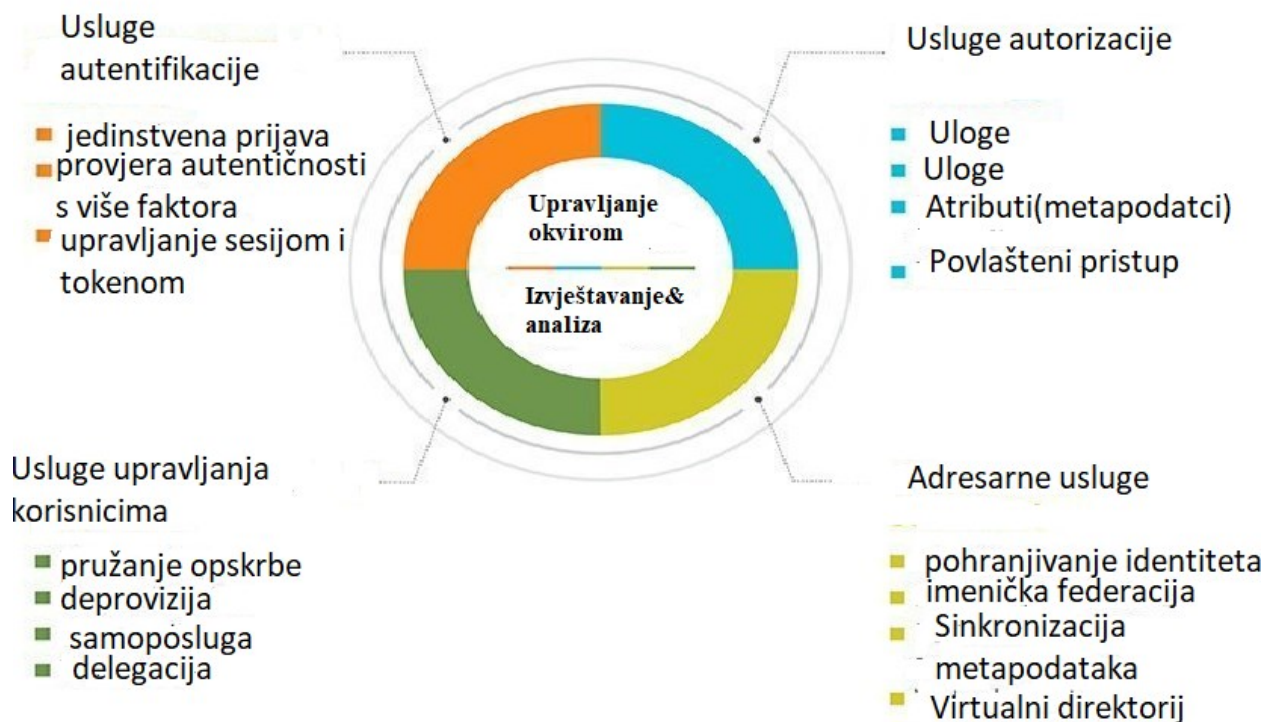 Usluge
autentifikacije
jedinstvena prijava
provjera autentičnosti
s više faktora
upravljanje sesijom i
tokenom
Usluge autorizacije
Uloge
Uloge
Atributi(metapodatci)
Povlašteni pristup
Upravljanje
okvirom
Izvještavanje&
analiza
Usluge upravljanja
korisnicima
pružanje opskrbe
deprovizija
samoposluga
delegacija
Adresarne usluge
pohranjivanje identiteta
imenička federacija
Sinkronizacija
metapodataka
Virtualni direktorij